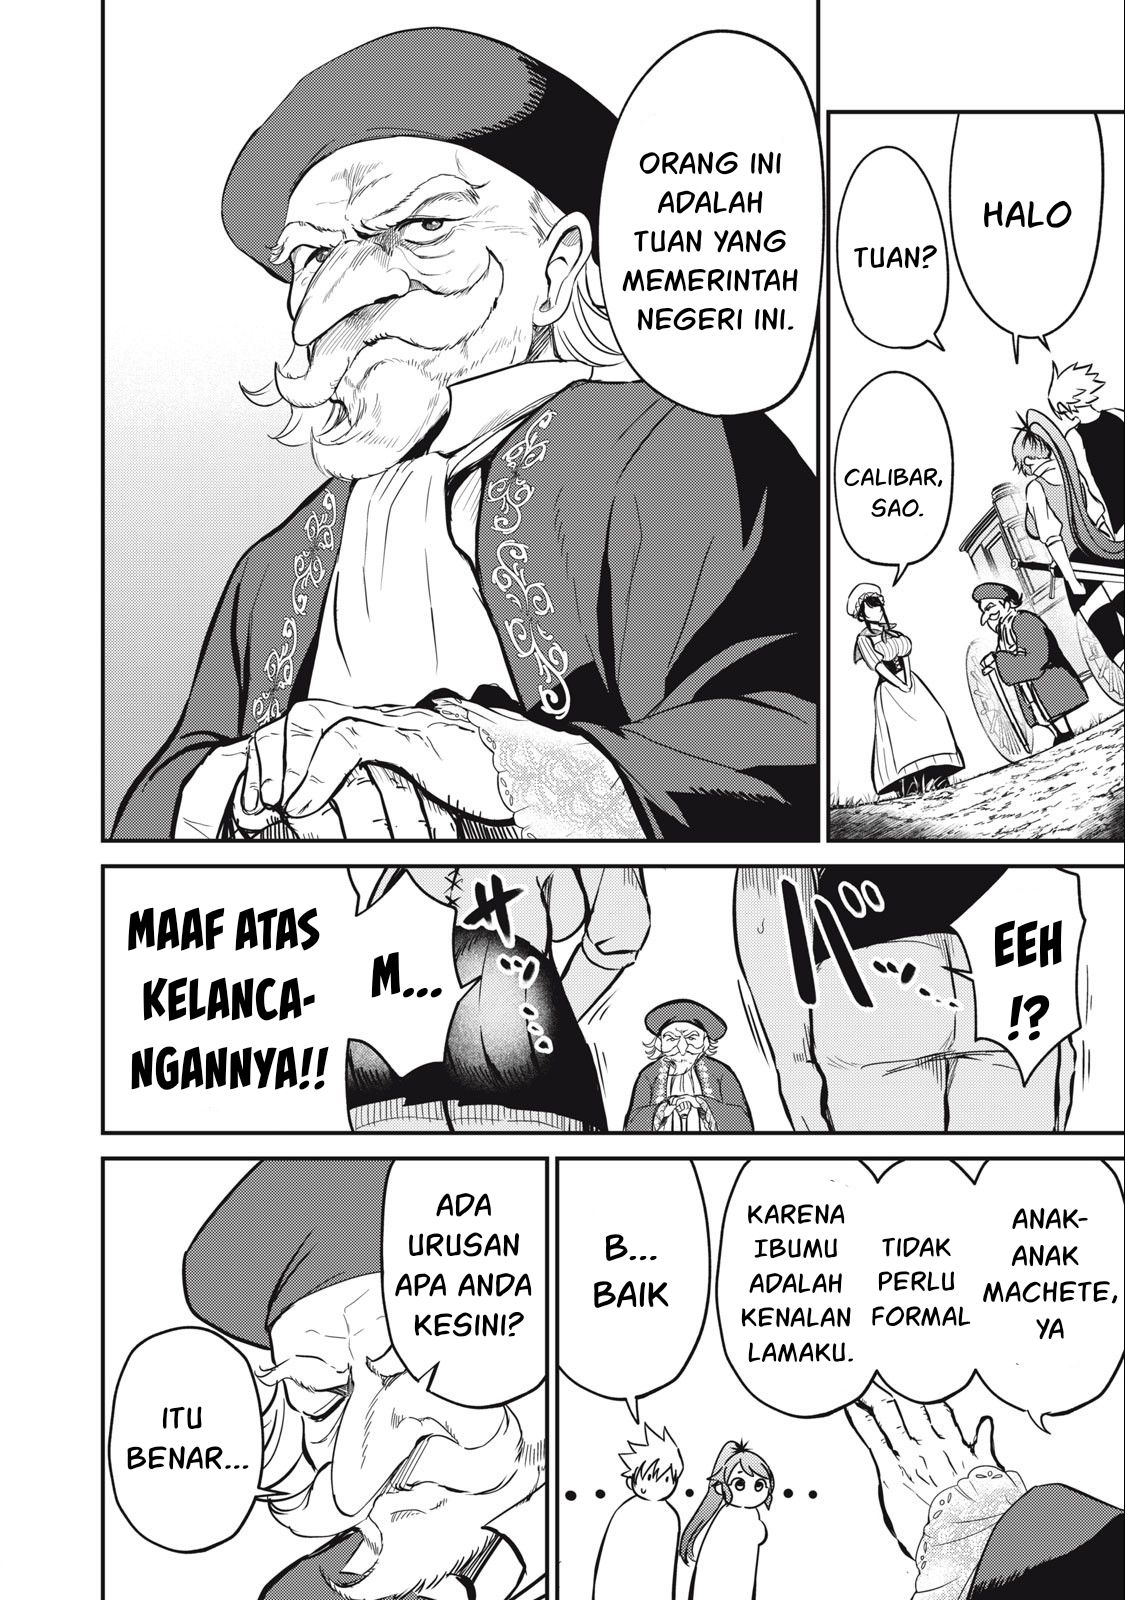 HALO
TUAN?
CALIBAR,
SAO.
ORANG INI
ADALAH
TUAN YANG
MEMERINTAH
NEGERI INI.
EEH
!?
M...
MAAF ATAS
KELANCA-
NGANNYA!!
ANAK-
ANAK
MACHETE,
YA
TIDAK
PERLU
FORMAL
KARENA
IBUMU
ADALAH
KENALAN
LAMAKU.
B...
BAIK
ADA
URUSAN
APA ANDA
KESINI?
ITU
BENAR...